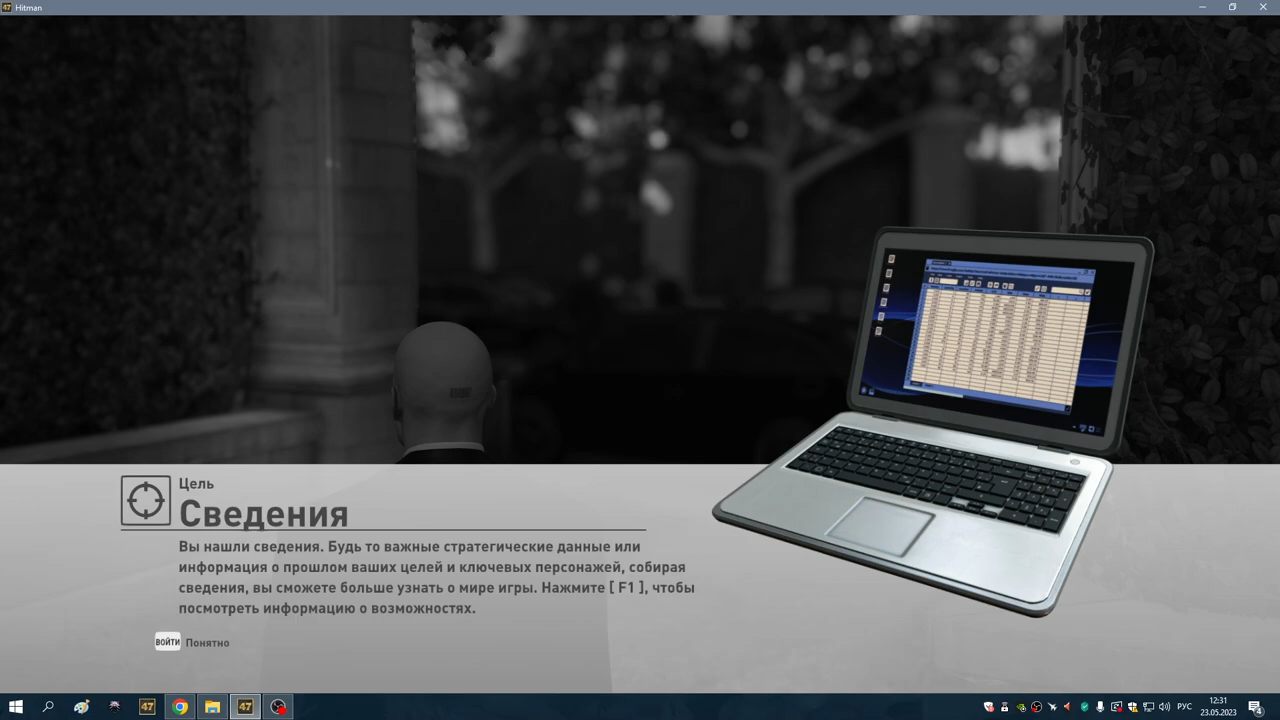 Hitman
Цель
Сведения
Вы нашли сведения. Будь то важные стратегические данные или
информация о прошлом ваших целей и ключевых персонажей, собирая
сведения, вы сможете больше узнать о мире игры. Нажмите [ F1 ], чтобы
посмотреть информацию о возможностях.
ВОЙТИ Понятно
47
47
РУС
12:31
23.05.2023
4